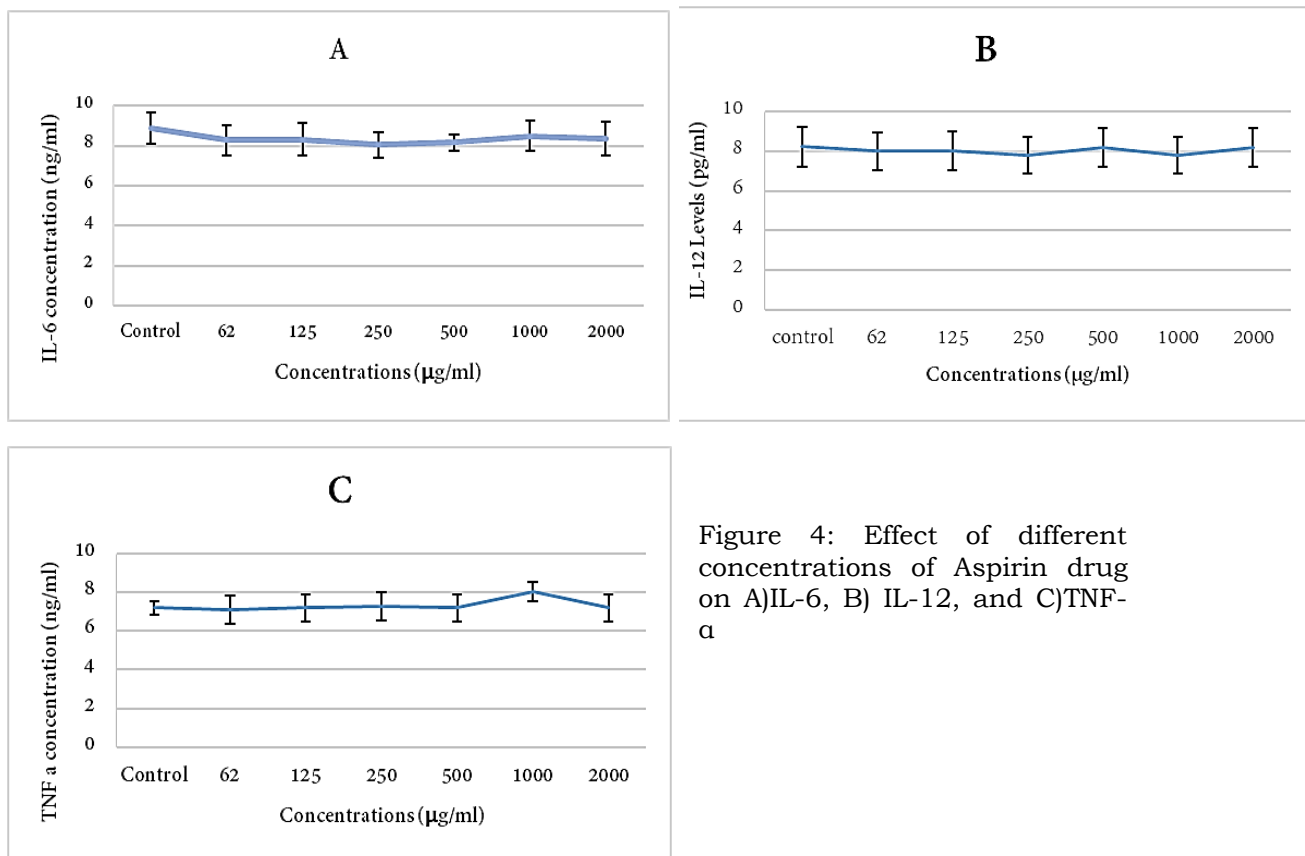 A
IL-6 concentration (ng/ml)
10
8
6
4
2
0
Control 62 125 250 500 1000 2000
Concentrations (µg/ml)
B
IL-12 Levels (pg/ml)
10
8
6
4
2
0
control 62 125 250 500 1000 2000
Concentrations (µg/ml)
C
TNF a concentration (ng/ml)
10
8
6
4
2
0
Control 62 125 250 500 1000 2000
Concentrations (µg/ml)
Figure 4: Effect of different
concentrations of Aspirin drug
on A)IL-6, B) IL-12, and C)TNF-
α